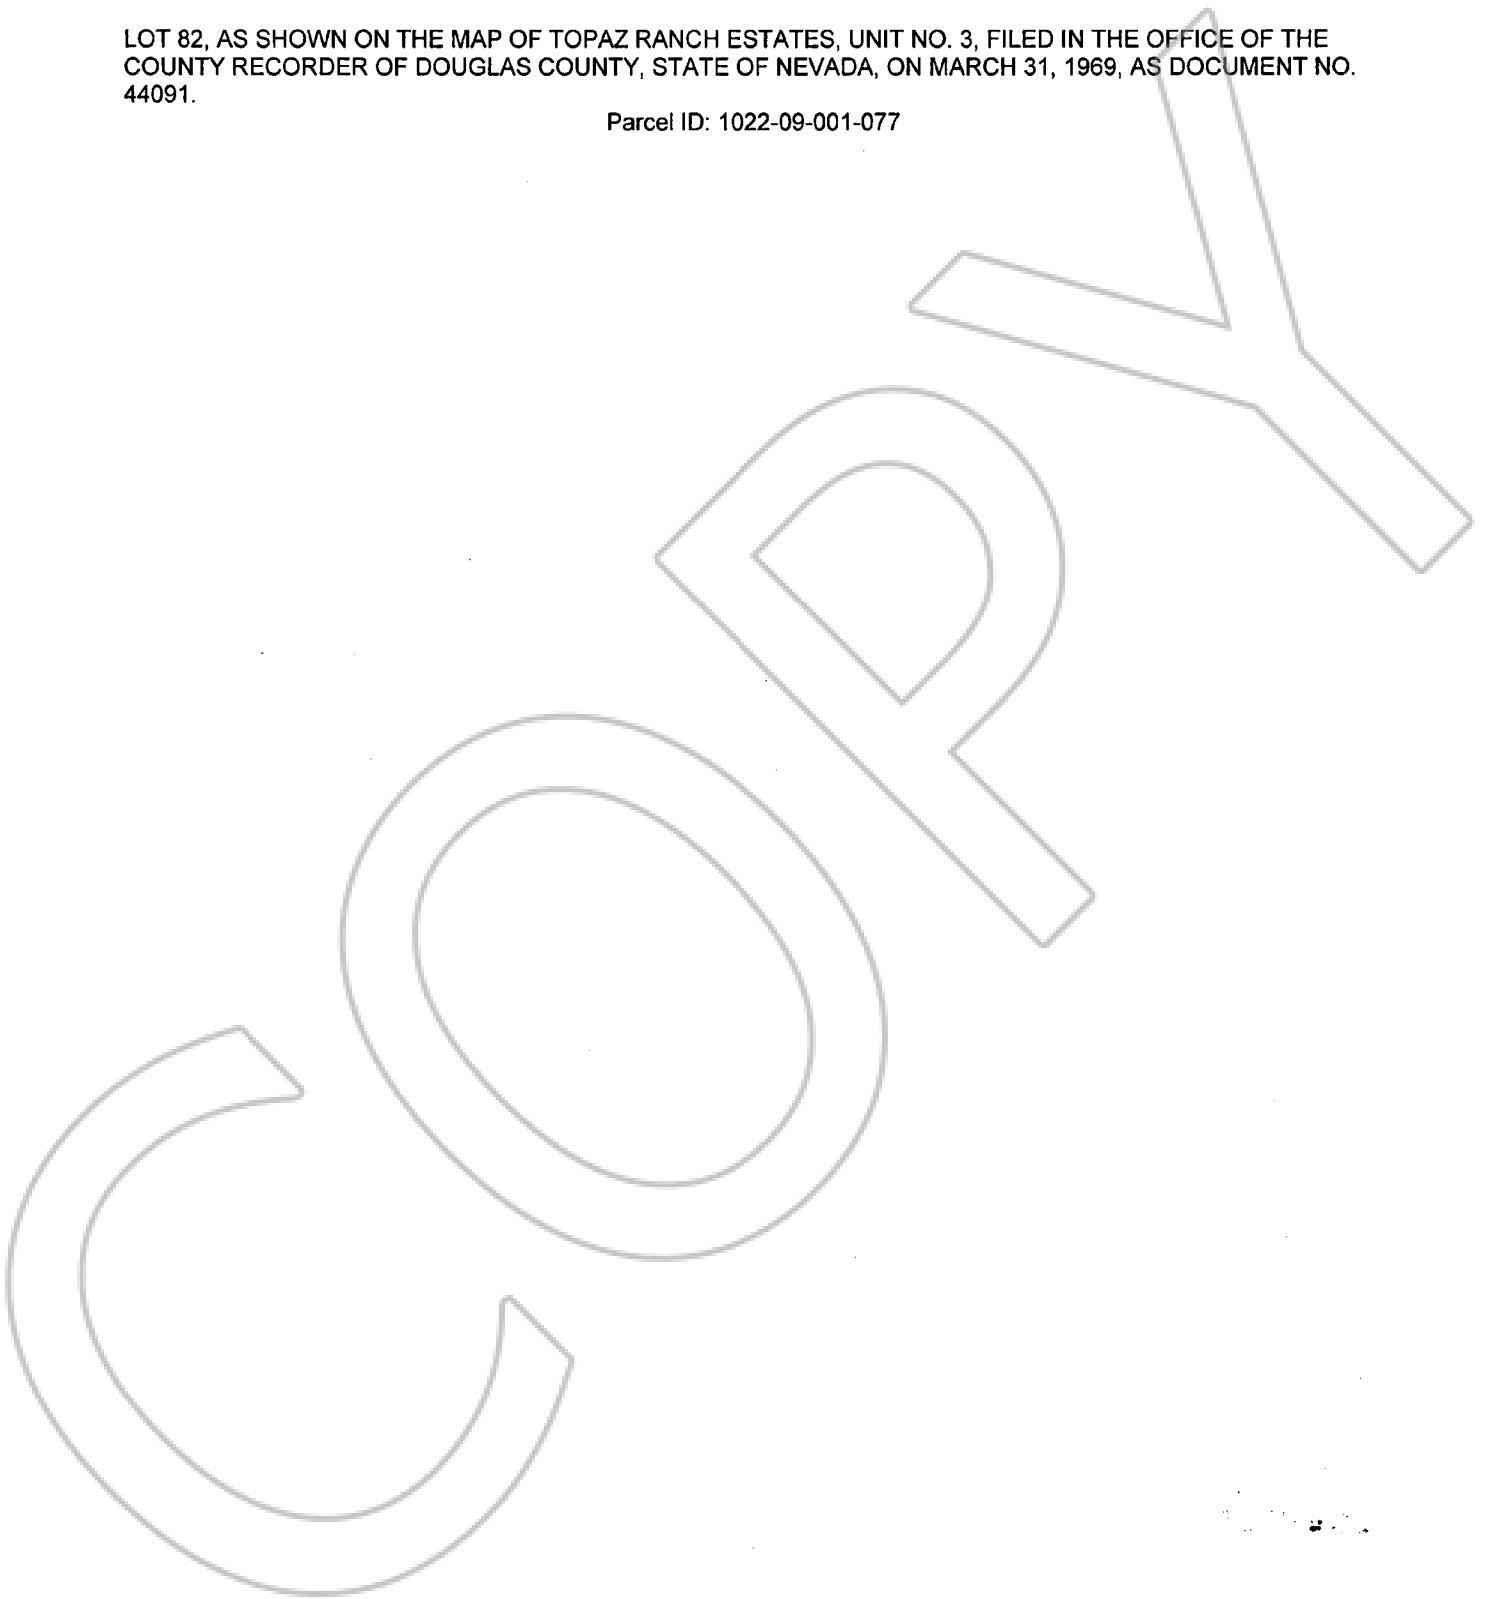 LOT 82, AS SHOWN ON THE MAP OF TOPAZ RANCH ESTATES, UNIT NO. 3, FILED IN THE OFFICE OF THE
COUNTY RECORDER OF DOUGLAS COUNTY, STATE OF NEVADA, ON MARCH 31, 1969, AS DOCUMENT NO.
44091.
Parcel ID: 1022-09-001-077
COPY